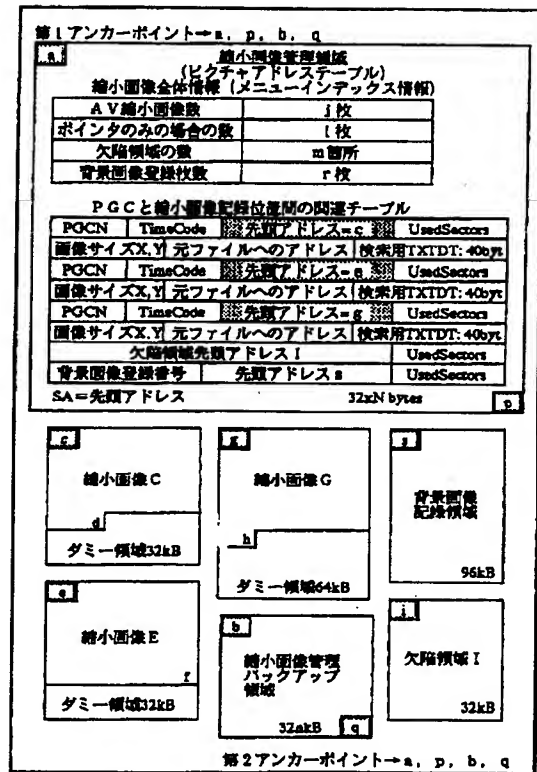 第1アンカーポイント→a, p, b, q
a
縮小画像管理領域
(ピクチャアドレステーブル)
縮小画像全体情報 (メニューインデックス情報)
AV縮小画像数 j枚
ポインタのみの場合の数 l枚
欠陥領域の数 m箇所
背景画像登録枚数 r枚
PGCと縮小画像記録位置間の関連テーブル
PGCN TimeCode 先頭アドレス=c UsedSectors
画像サイズX,Y 元ファイルへのアドレス 検索用TXTDT: 40byt
PGCN TimeCode 先頭アドレス=e UsedSectors
画像サイズX,Y 元ファイルへのアドレス 検索用TXTDT: 40byt
PGCN TimeCode 先頭アドレス=g UsedSectors
画像サイズX,Y 元ファイルへのアドレス 検索用TXTDT: 40byt
欠陥領域先頭アドレス I UsedSectors
背景画像登録番号 先頭アドレス s UsedSectors
SA=先頭アドレス 32xN bytes p
c
縮小画像C
d
ダミー領域32kB
g
縮小画像G
h
ダミー領域64kB
s
背景画像
記録領域
96kB
e
縮小画像E
f
ダミー領域32kB
b
縮小画像管理
バックアップ
領域
32akB q
i
欠陥領域I
32kB
第2アンカーポイント→a, p, b, q